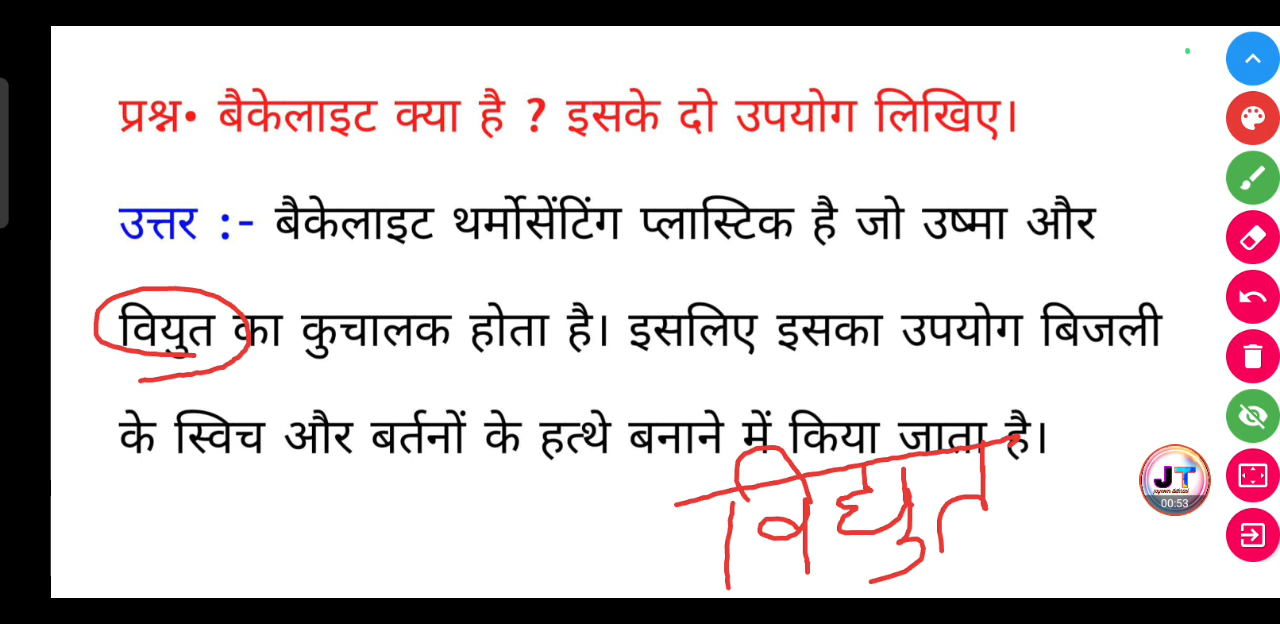 प्रश्न• बैकेलाइट क्या है ? इसके दो उपयोग लिखिए।
उत्तर :- बैकेलाइट थर्मोसेंटिंग प्लास्टिक है जो उष्मा और
वियुत का कुचालक होता है। इसलिए इसका उपयोग बिजली
के स्विच और बर्तनों के हत्थे बनाने में किया जाता है।
विद्युत
JT
00:53